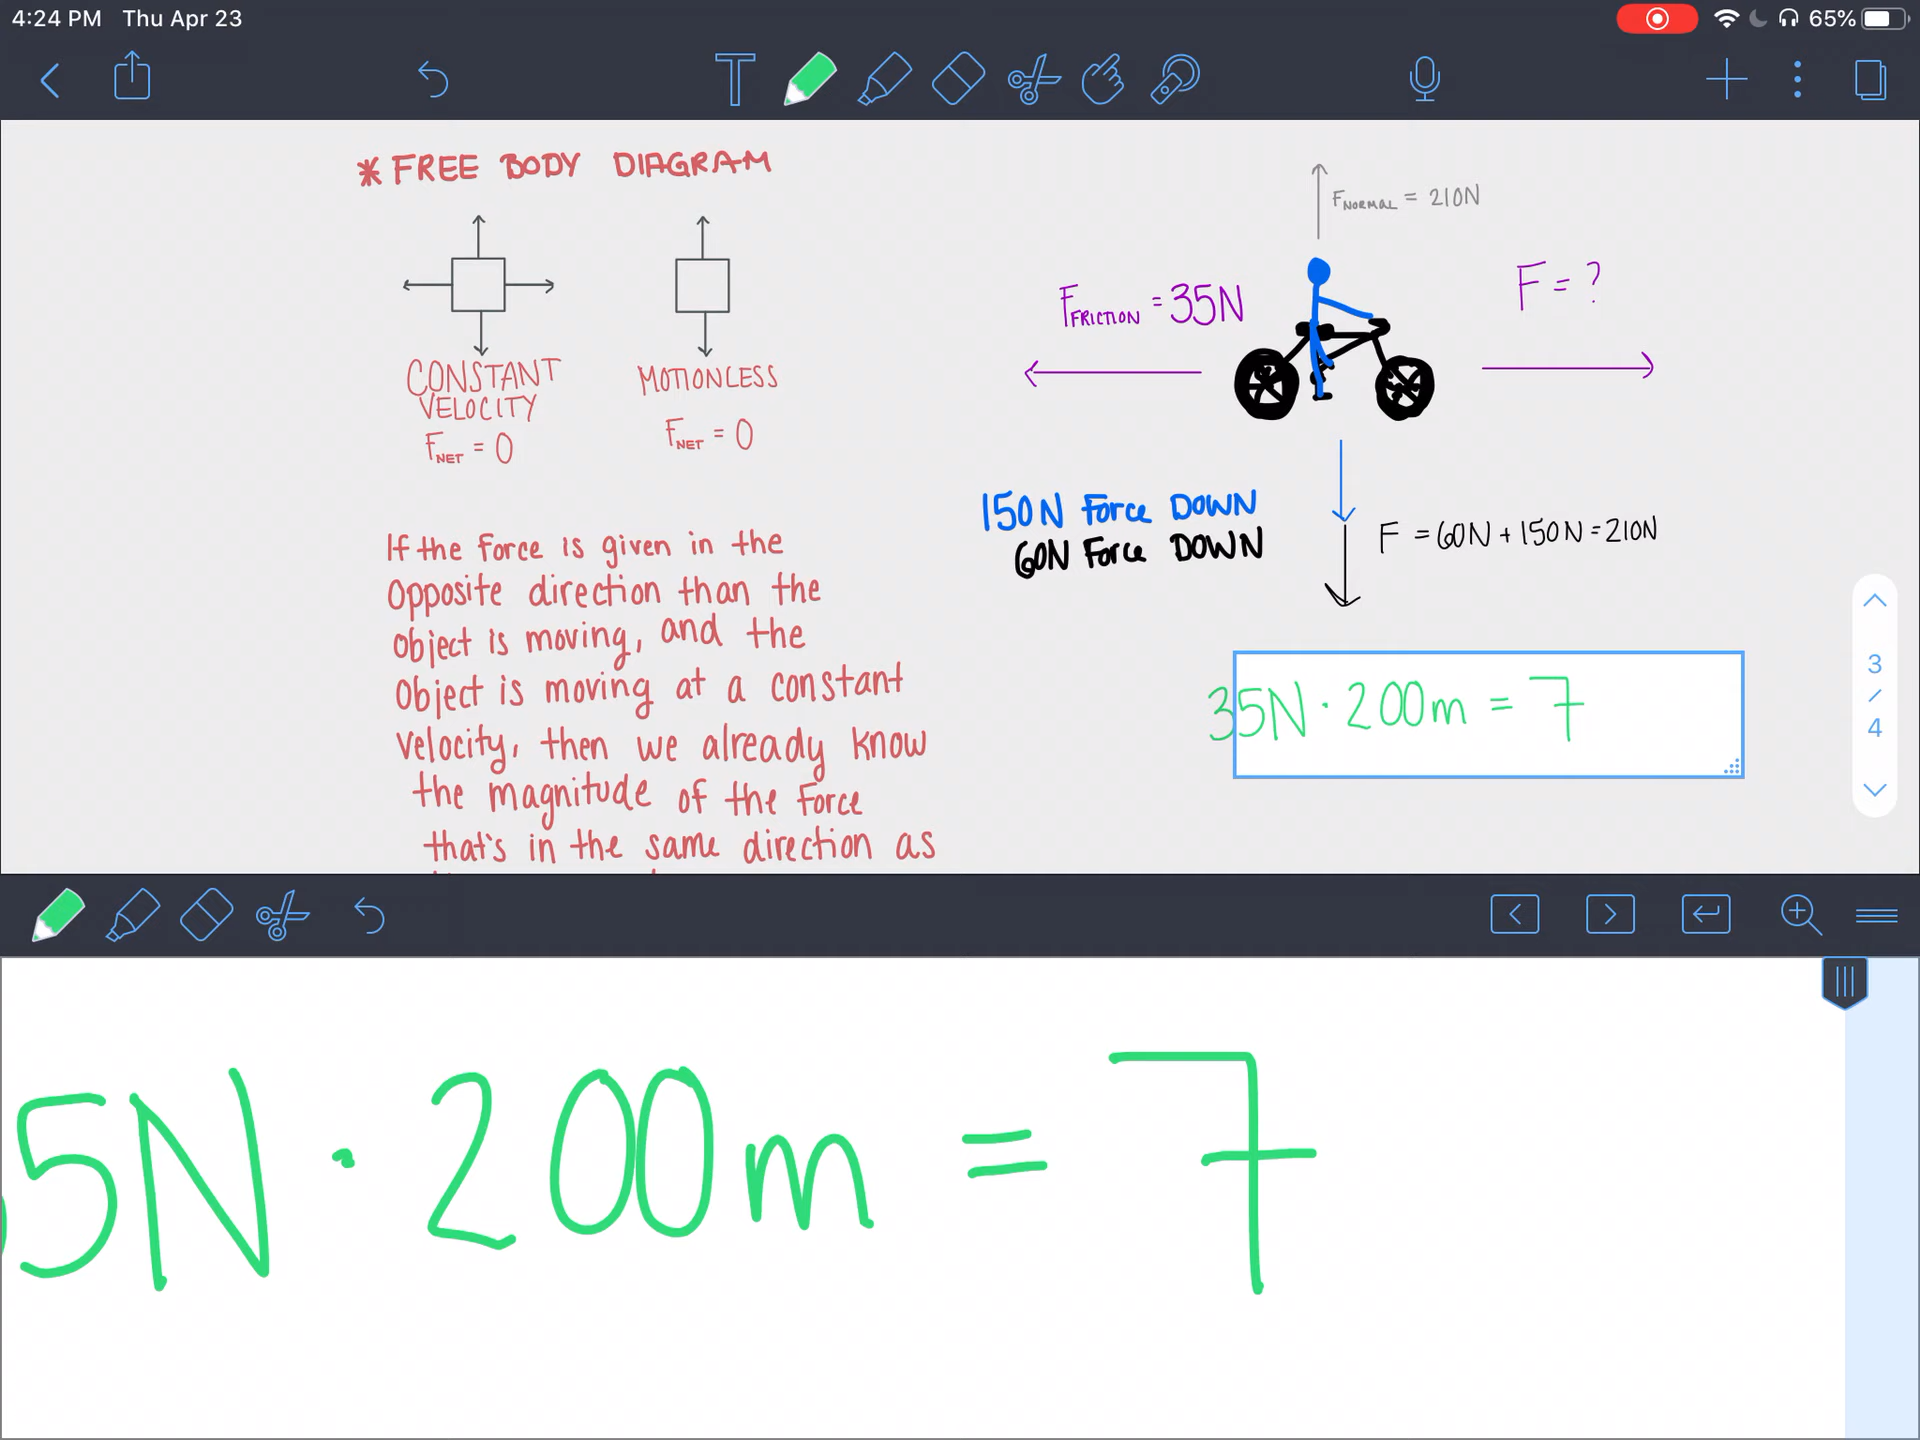 4:24 PM Thu Apr 23
65%
* FREE BODY DIAGRAM
CONSTANT
VELOCITY
FNET = 0
MOTIONLESS
FNET = 0
If the Force is given in the
Opposite direction than the
Object is moving, and the
Object is moving at a constant
Velocity, then we already know
the magnitude of the Force
that's in the same direction as
FNORMAL = 210N
FFRICTION = 35N
F = ?
150N Force DOWN
60N Force DOWN
F = 60N + 150N = 210N
35N · 200m = 7
3
/
4
5N · 200m = 7